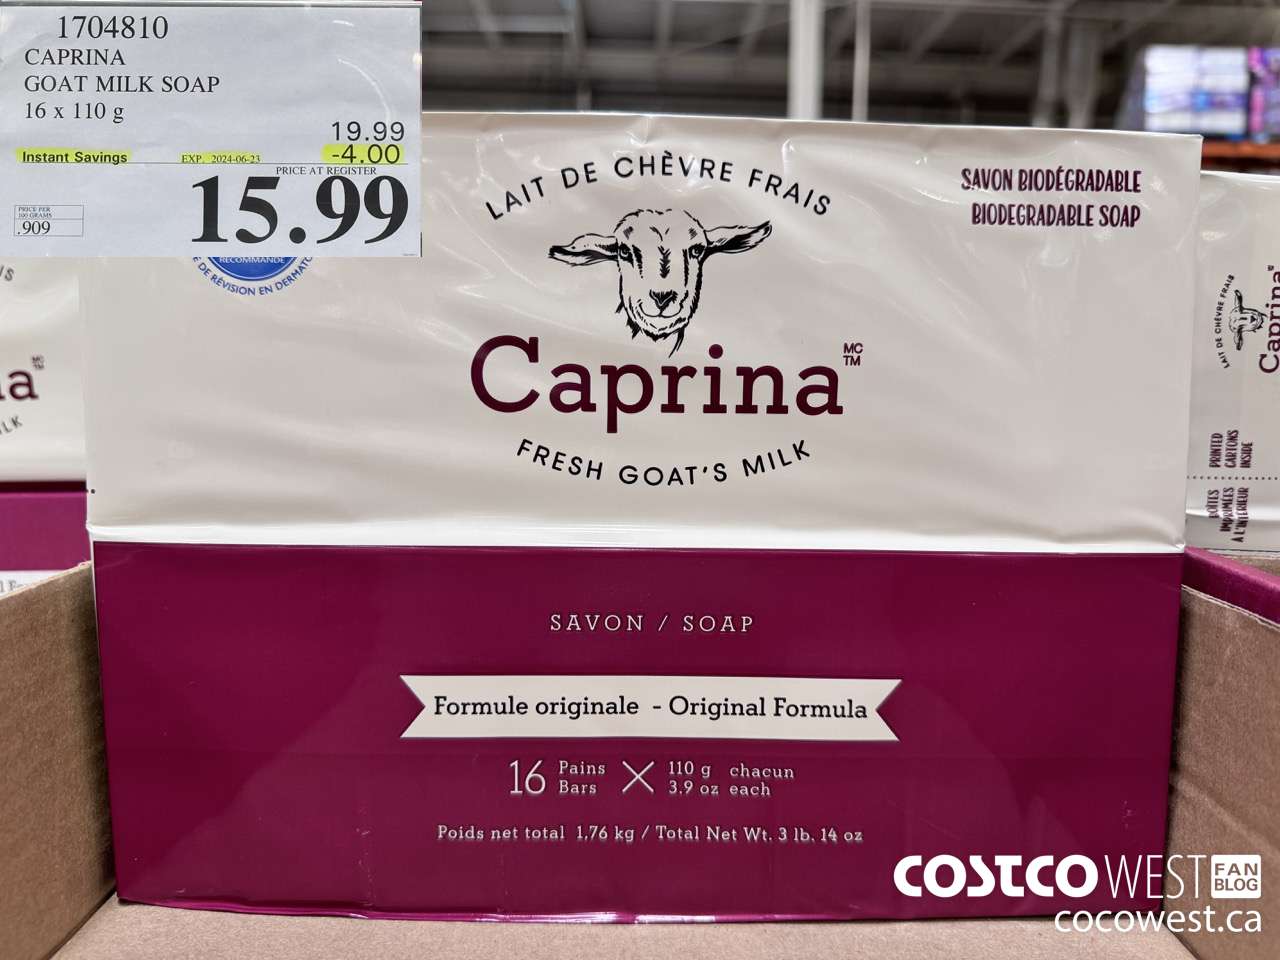 1704810
CAPRINA
GOAT MILK SOAP
16 x 110 g
19.99
Instant Savings EXP. 2024-06-23 -4.00
PRICE AT REGISTER
15.99
PRICE PER
100 GRAMS
.909
RECOMMANDÉ
DE RÉVISION EN DERMATO
LAIT DE CHÈVRE FRAIS
SAVON BIODÉGRADABLE
BIODEGRADABLE SOAP
Caprina MC TM
FRESH GOAT'S MILK
SAVON / SOAP
Formule originale - Original Formula
16 Pains Bars X 110 g chacun
3.9 oz each
Poids net total 1,76 kg / Total Net Wt. 3 lb. 14 oz
IS
a MC TM
ILK
LAIT DE CHÈVRE FRAIS
Caprina
PRINTED
CARTONS
INSIDE
BOÎTES
IMPRIMÉES
À L'INTÉRIEUR
COSTCO WEST FAN BLOG
cocowest.ca